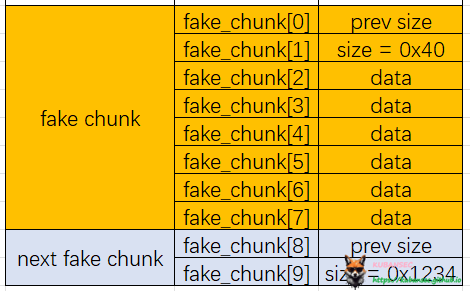 fake_chunk[0] prev size
fake_chunk[1] size = 0x40
fake_chunk[2] data
fake_chunk[3] data
fake chunk fake_chunk[4] data
fake_chunk[5] data
fake_chunk[6] data
fake_chunk[7] data
next fake chunk fake_chunk[8] prev size
fake_chunk[9] size = 0x1234